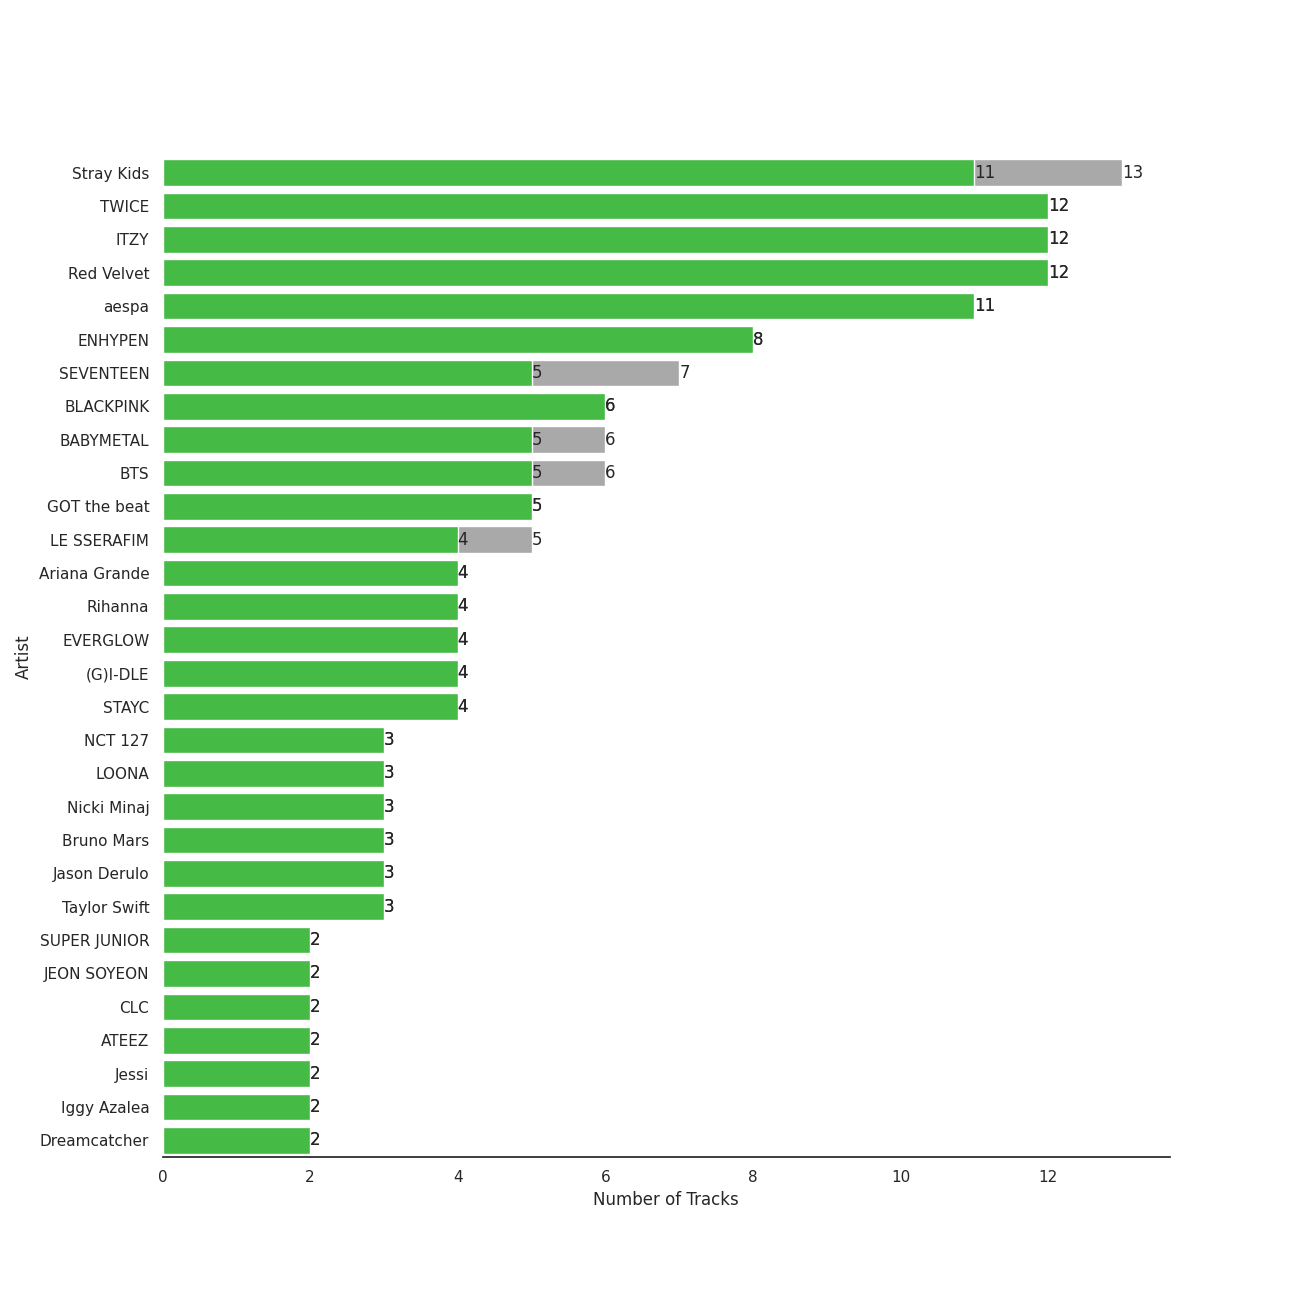 Stray Kids 11 13
TWICE 12
ITZY 12
Red Velvet 12
aespa 11
ENHYPEN 8
SEVENTEEN 5 7
BLACKPINK 6
BABYMETAL 5 6
BTS 5 6
GOT the beat 5
LE SSERAFIM 4 5
Ariana Grande 4
Rihanna 4
EVERGLOW 4
(G)I-DLE 4
STAYC 4
NCT 127 3
LOONA 3
Nicki Minaj 3
Bruno Mars 3
Jason Derulo 3
Taylor Swift 3
SUPER JUNIOR 2
JEON SOYEON 2
CLC 2
ATEEZ 2
Jessi 2
Iggy Azalea 2
Dreamcatcher 2
0 2 4 6 8 10 12
Number of Tracks
Artist